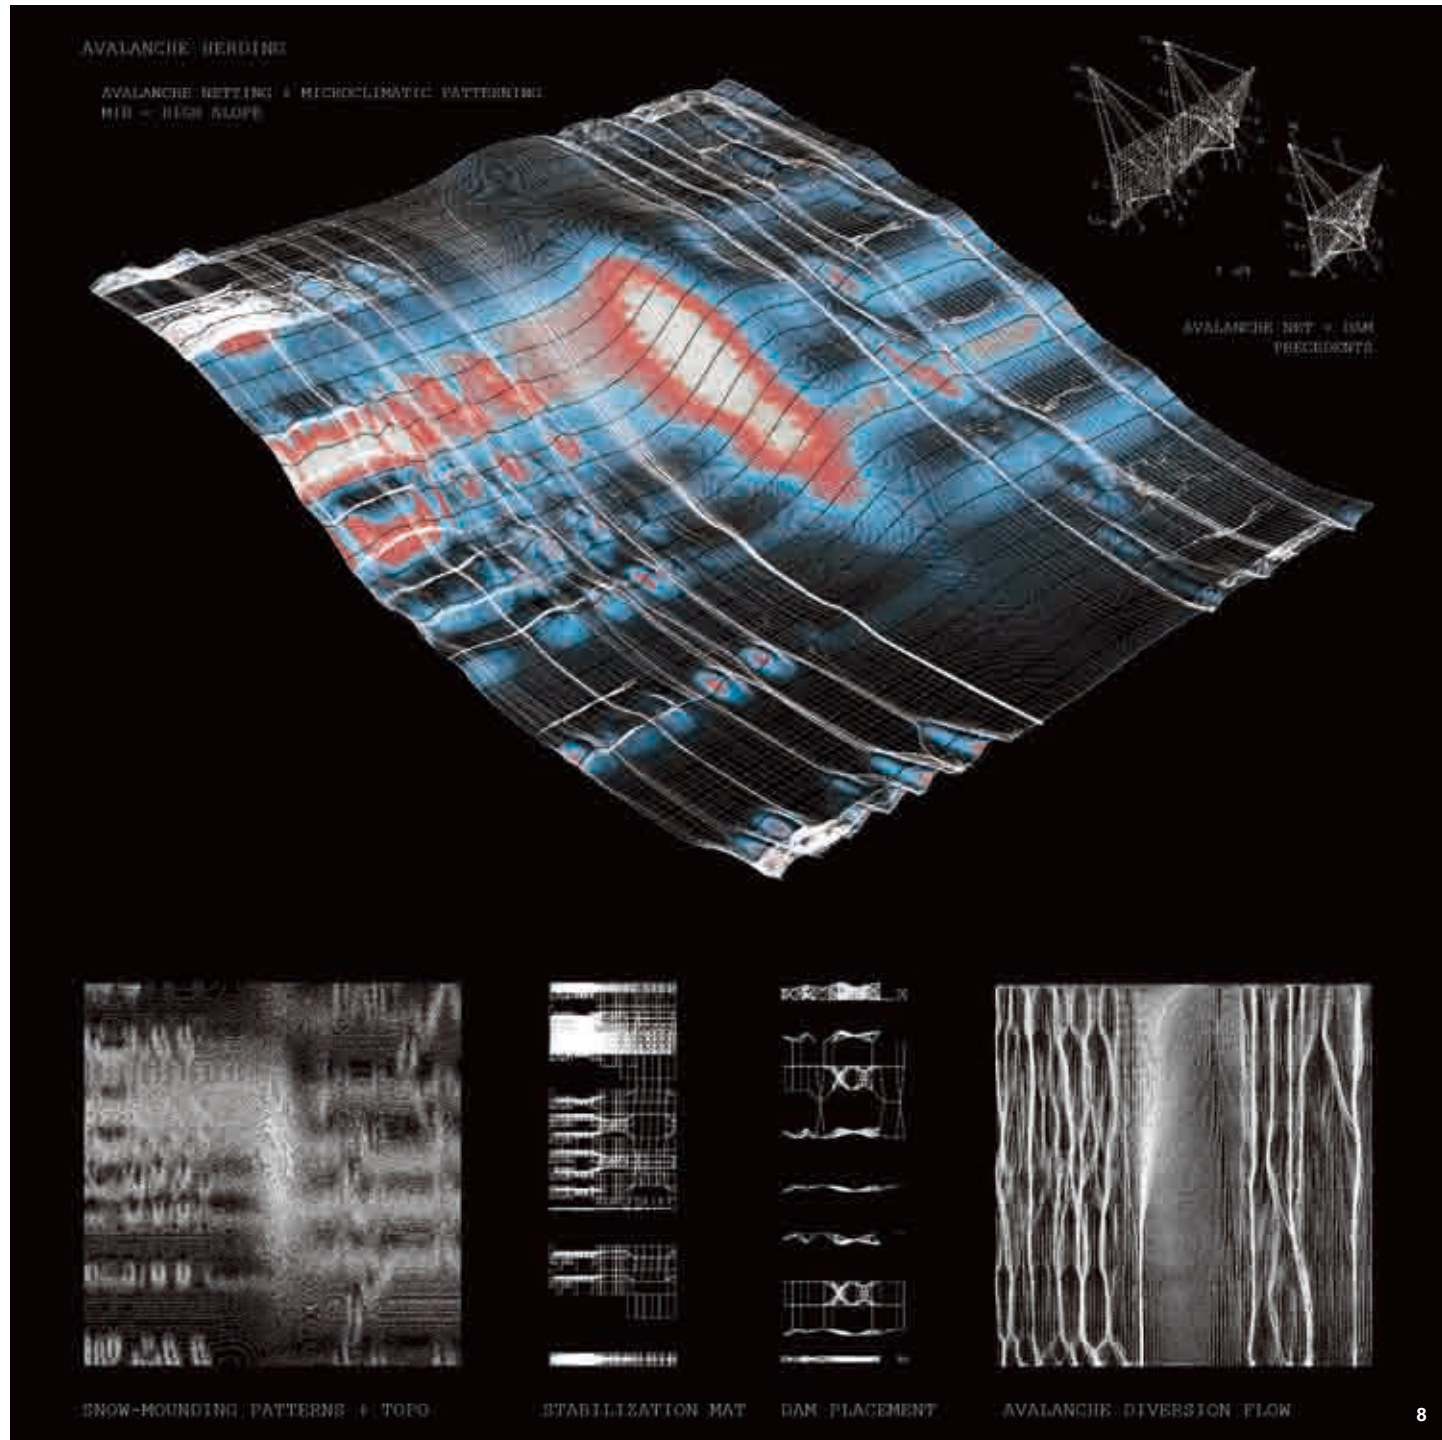 AVALANCHE HERDING
AVALANCHE NETTING + MICROCLIMATIC PATTERNING
MID - HIGH SLOPE
AVALANCHE NET + DAM
PRECEDENTS
SNOW-MOUNDING PATTERNS + TOPO
STABILIZATION MAT
DAM PLACEMENT
AVALANCHE DIVERSION FLOW
8